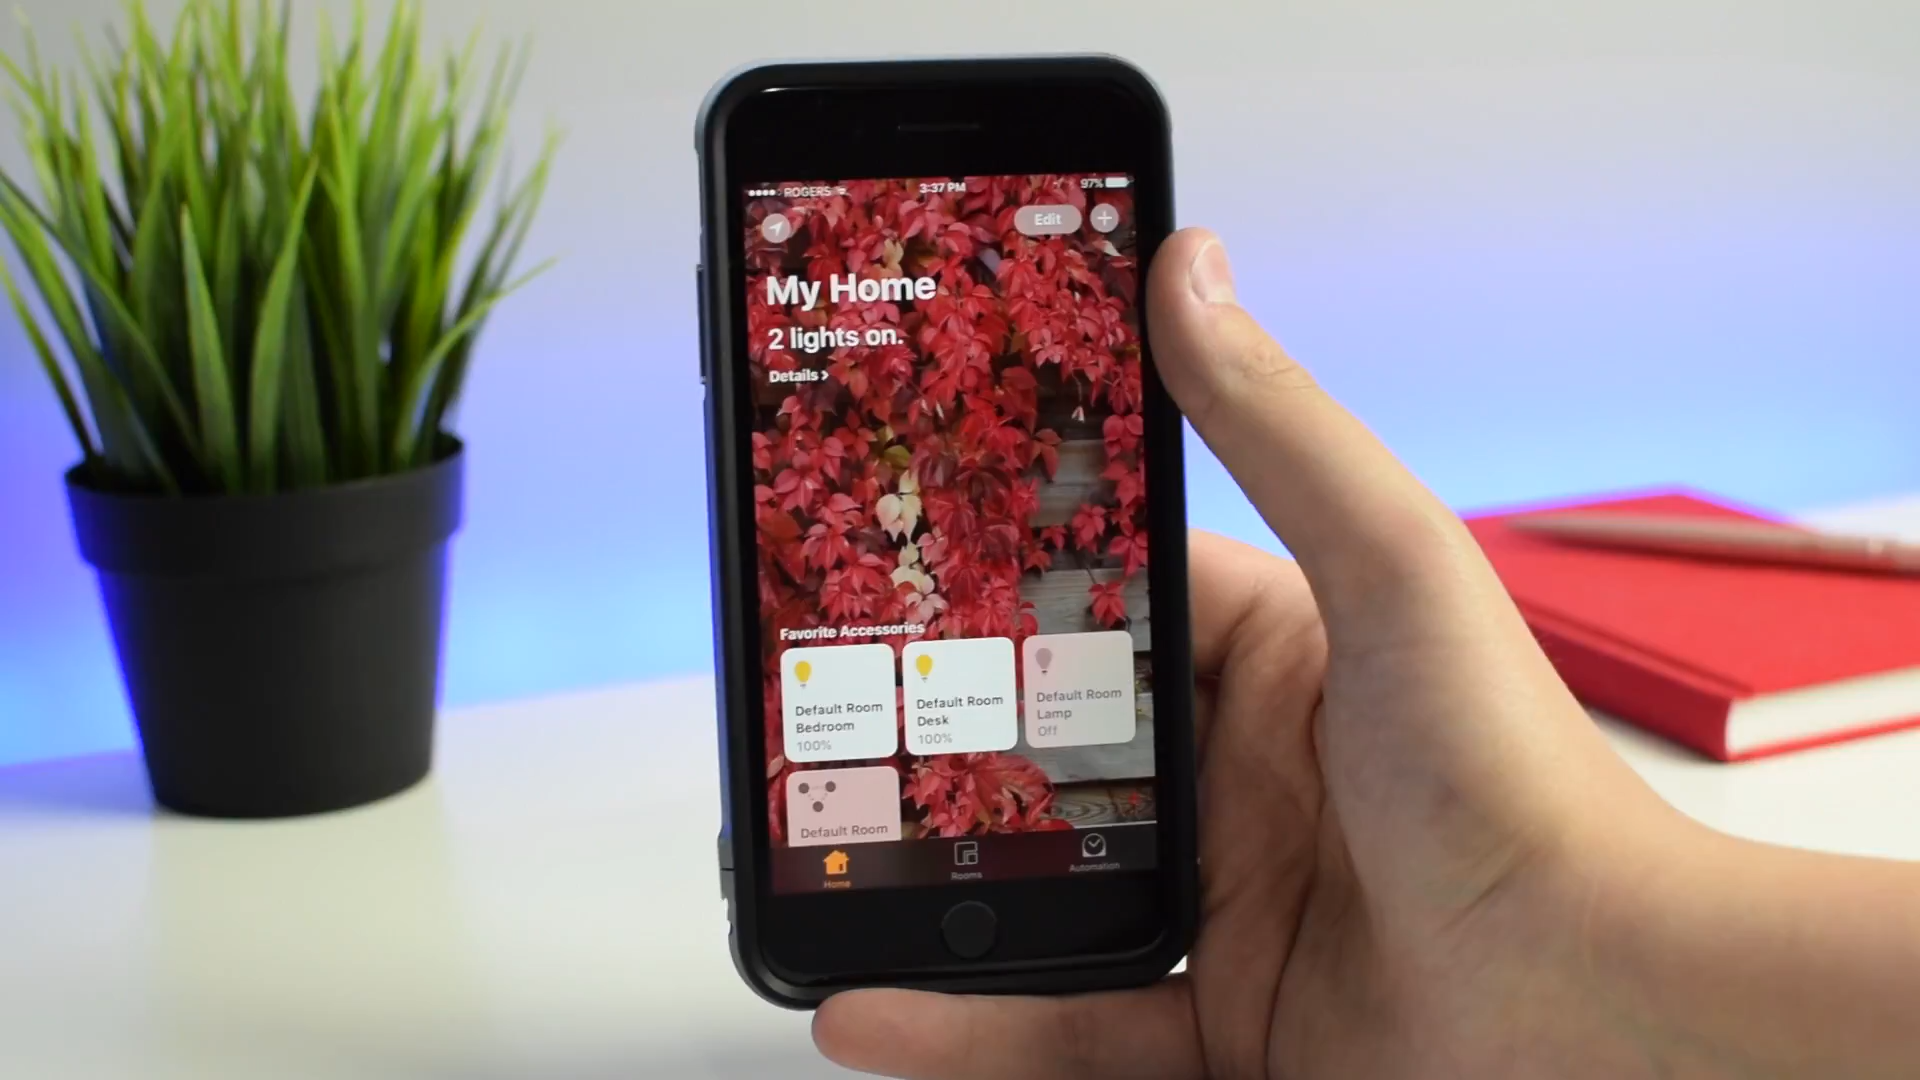 ROGERS
3:37 PM
97%
Edit
My Home
2 lights on.
Details ›
Favorite Accessories
Default Room
Bedroom
100%
Default Room
Desk
100%
Default Room
Lamp
Off
Default Room
Home
Rooms
Automation